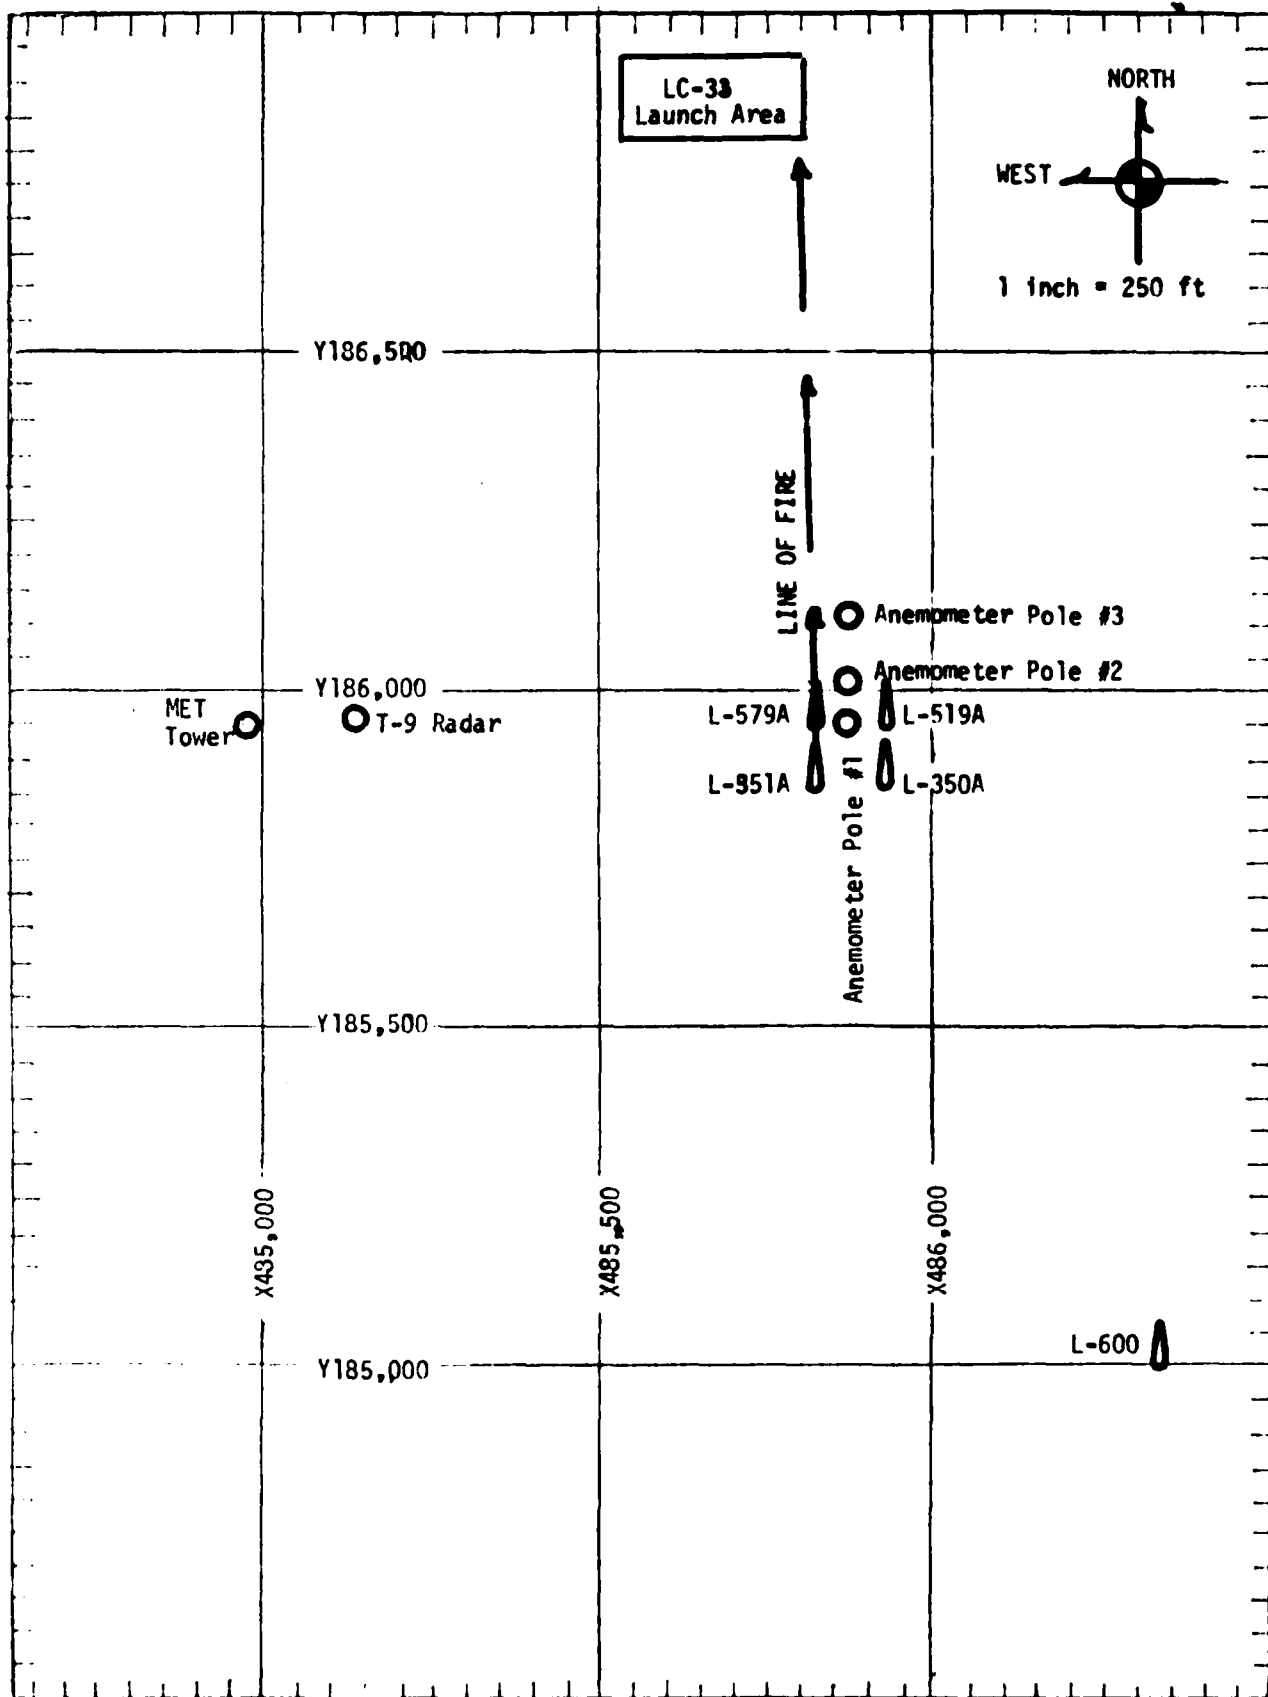 LC-33
Launch Area
NORTH
WEST
1 inch = 250 ft
Y186,500
LINE OF FIRE
Anemometer Pole #3
Anemometer Pole #2
Y186,000
MET
Tower
T-9 Radar
L-579A
L-519A
L-351A
L-350A
Anemometer Pole #1
Y185,500
X435,000
X485,500
X486,000
L-600
Y185,000